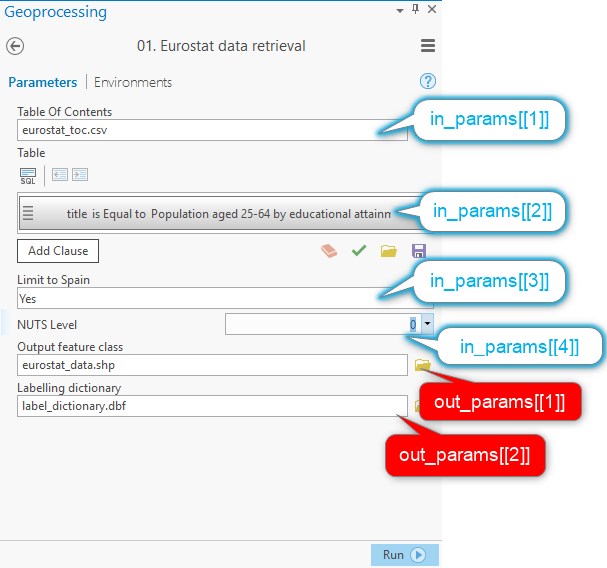 Geoprocessing
01. Eurostat data retrieval
Parameters | Environments
Table Of Contents
eurostat_toc.csv
in_params[[1]]
Table
SQL
title is Equal to Population aged 25-64 by educational attainm
in_params[[2]]
Add Clause
Limit to Spain
Yes
in_params[[3]]
NUTS Level
0
in_params[[4]]
Output feature class
eurostat_data.shp
out_params[[1]]
Labelling dictionary
label_dictionary.dbf
out_params[[2]]
Run